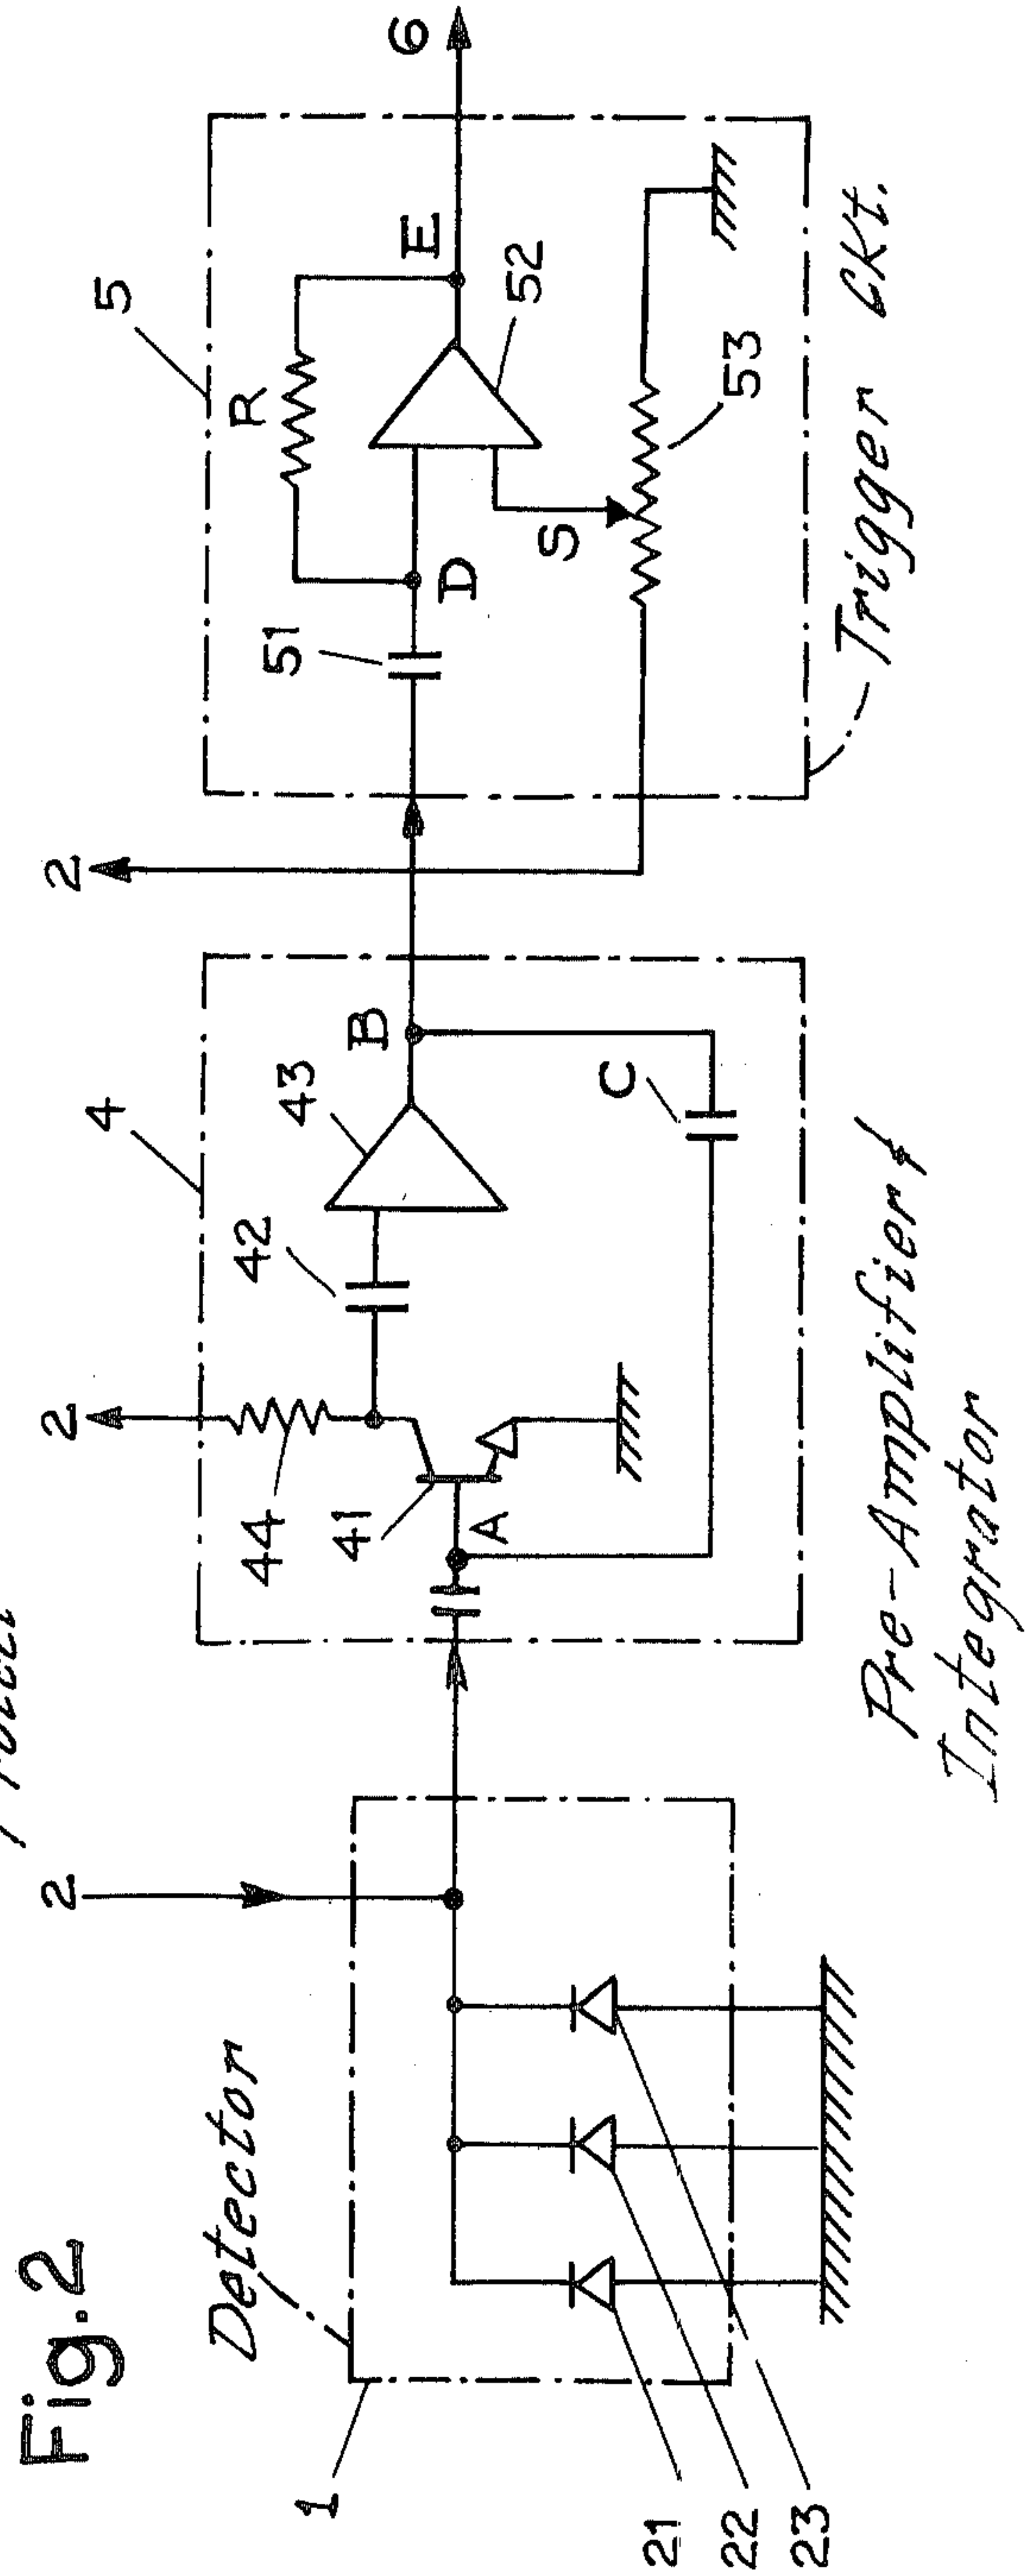 Fig.2
Detector
1
2
21
22
23
4
2
44
41
A
42
43
B
C
Pre-Amplifier &
Integrator
2
5
51
D
R
E
S
52
53
6
Trigger CKt.